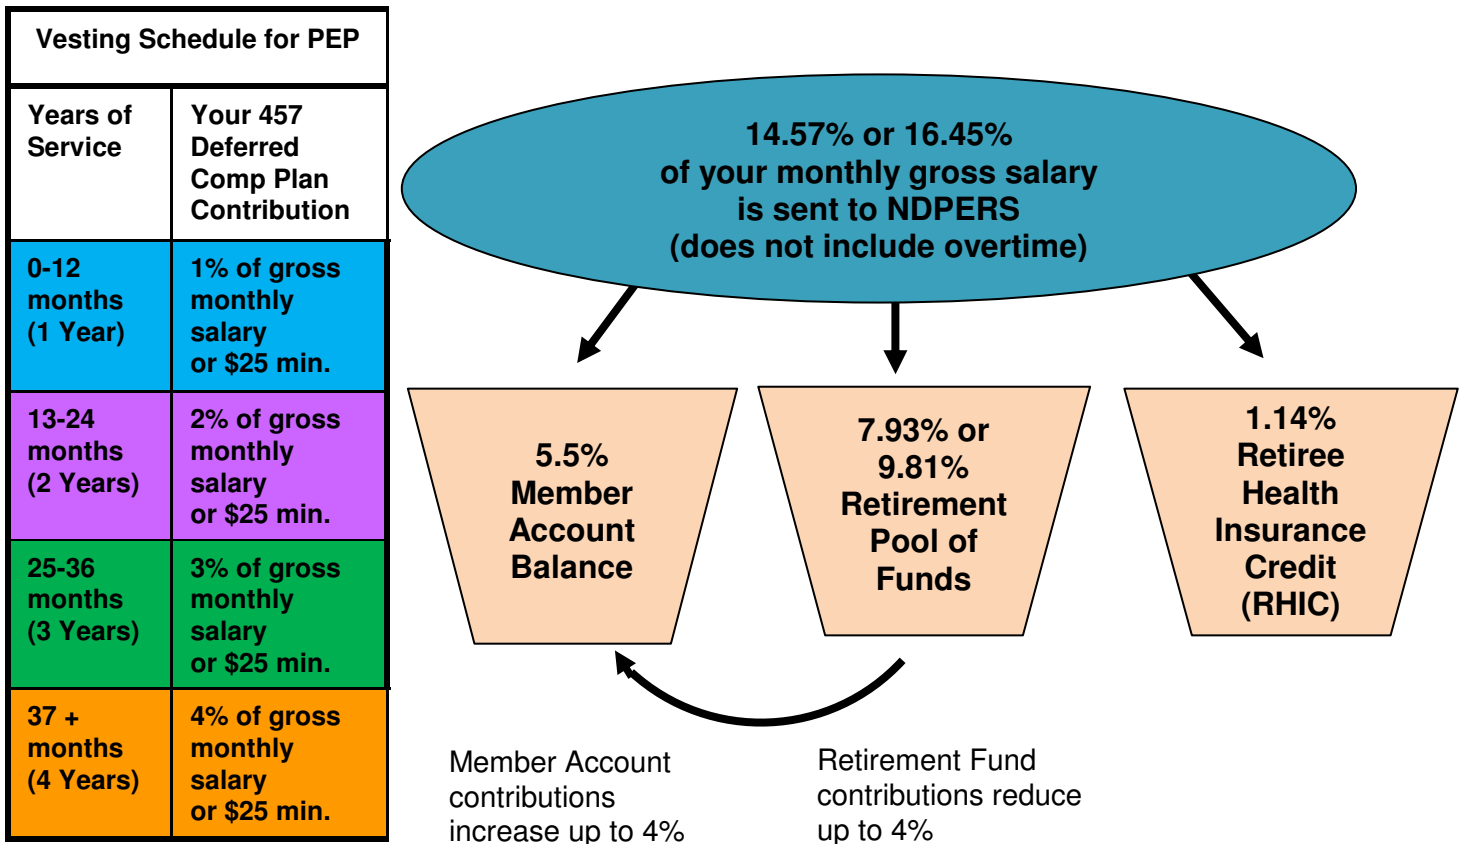 Vesting Schedule for PEP
Years of
Service
Your 457
Deferred
Comp Plan
Contribution
0-12
months
(1 Year)
1% of gross
monthly
salary
or $25 min.
13-24
months
(2 Years)
2% of gross
monthly
salary
or $25 min.
25-36
months
(3 Years)
3% of gross
monthly
salary
or $25 min.
37 +
months
(4 Years)
4% of gross
monthly
salary
or $25 min.
14.57% or 16.45%
of your monthly gross salary
is sent to NDPERS
(does not include overtime)
5.5%
Member
Account
Balance
7.93% or
9.81%
Retirement
Pool of
Funds
1.14%
Retiree
Health
Insurance
Credit
(RHIC)
Member Account
contributions
increase up to 4%
Retirement Fund
contributions reduce
up to 4%